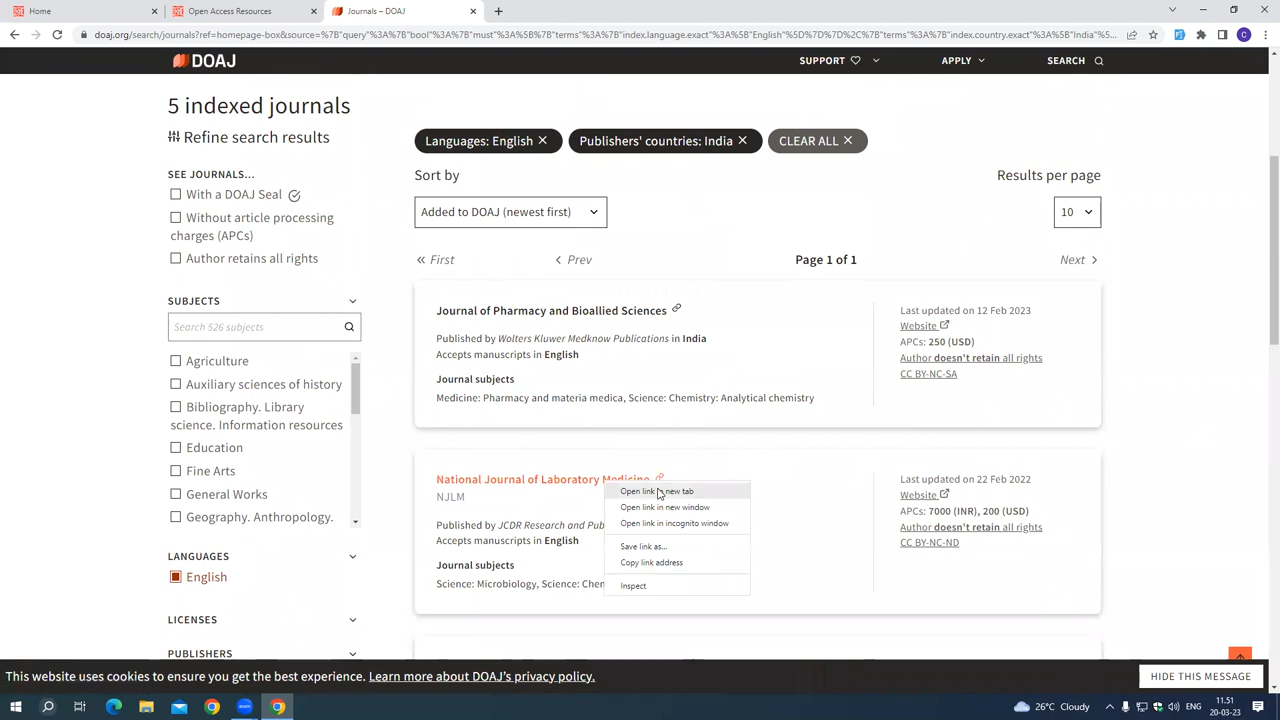 Home
Open Access Resources
Journals – DOAJ
doaj.org/search/journals?ref=homepage-box&source=%7B"query"%3A%7B"bool"%3A%7B"must"%3A%5B%7B"terms"%3A%7B"index.language.exact"%3A%5B"English"%5D%7D%7D%2C%7B"terms"%3A%7B"index.country.exact"%3A%5B"India"%5...
C
DOAJ
SUPPORT
APPLY
SEARCH
5 indexed journals
Refine search results
SEE JOURNALS...
With a DOAJ Seal
Without article processing
charges (APCs)
Author retains all rights
SUBJECTS
Search 526 subjects
Agriculture
Auxiliary sciences of history
Bibliography. Library
science. Information resources
Education
Fine Arts
General Works
Geography. Anthropology.
LANGUAGES
English
LICENSES
PUBLISHERS
Languages: English
Publishers' countries: India
CLEAR ALL
Sort by
Results per page
Added to DOAJ (newest first)
10
« First
Prev
Page 1 of 1
Next
Journal of Pharmacy and Bioallied Sciences
Published by Wolters Kluwer Medknow Publications in India
Accepts manuscripts in English
Journal subjects
Medicine: Pharmacy and materia medica, Science: Chemistry: Analytical chemistry
Last updated on 12 Feb 2023
Website
APCs: 250 (USD)
Author doesn't retain all rights
CC BY-NC-SA
National Journal of Laboratory Medicine
NJLM
Published by JCDR Research and Pub
Accepts manuscripts in English
Journal subjects
Science: Microbiology, Science: Chem
Last updated on 22 Feb 2022
Website
APCs: 7000 (INR), 200 (USD)
Author doesn't retain all rights
CC BY-NC-ND
Open link in new tab
Open link in new window
Open link in incognito window
Save link as...
Copy link address
Inspect
This website uses cookies to ensure you get the best experience. Learn more about DOAJ's privacy policy.
HIDE THIS MESSAGE
26°C Cloudy
11.51
20-03-23